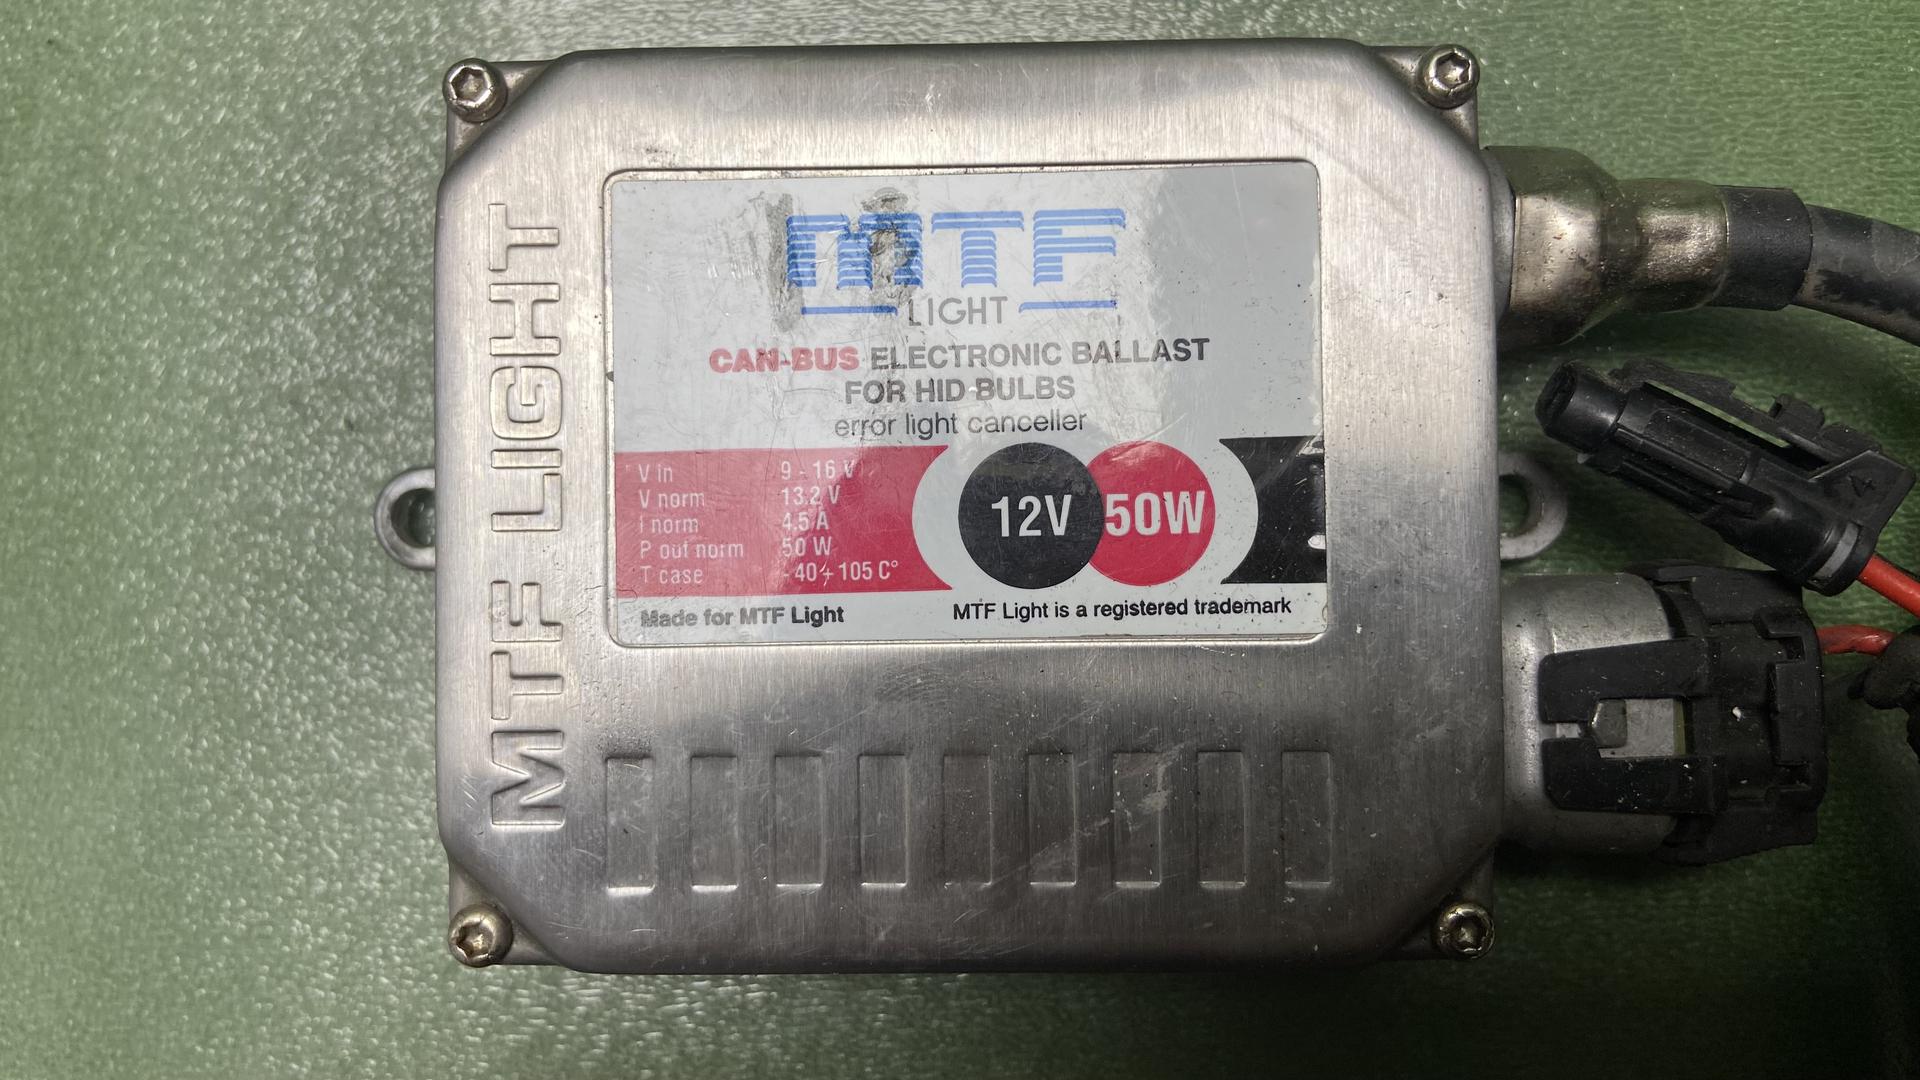 MTF LIGHT
MTF
LIGHT
CAN-BUS ELECTRONIC BALLAST
FOR HID BULBS
error light canceller
V in 9 - 16 V
V norm 13.2 V
I norm 4.5 A
P out norm 50 W
T case - 40 + 105 C°
12V 50W
Made for MTF Light
MTF Light is a registered trademark
4